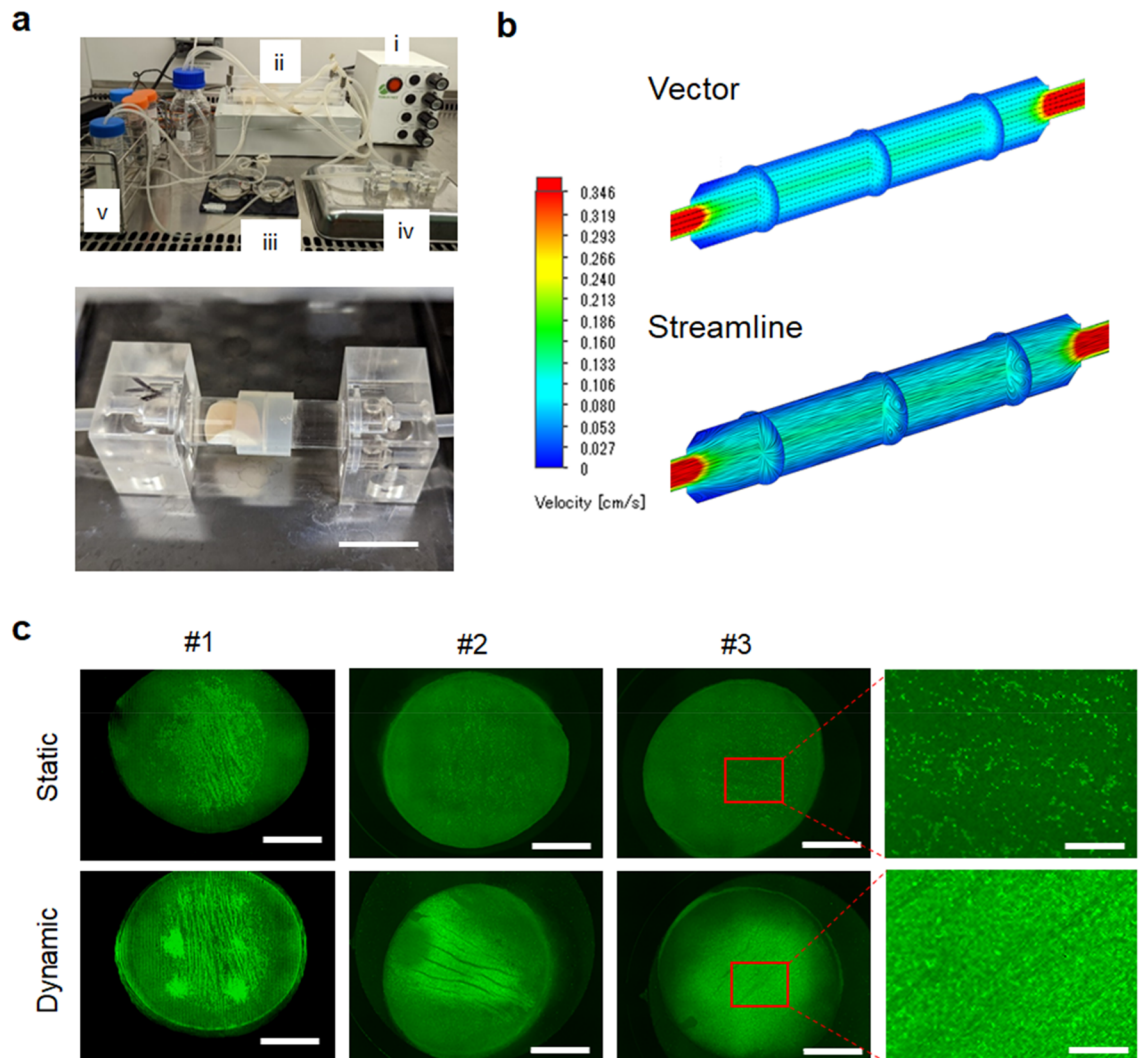 a
b
i
ii
v
iii
iv
Vector
0.346
0.319
0.293
0.266
0.240
0.213
0.186
0.160
0.133
0.106
0.080
0.053
0.027
0
Velocity [cm/s]
Streamline
c
#1
#2
#3
Static
Dynamic